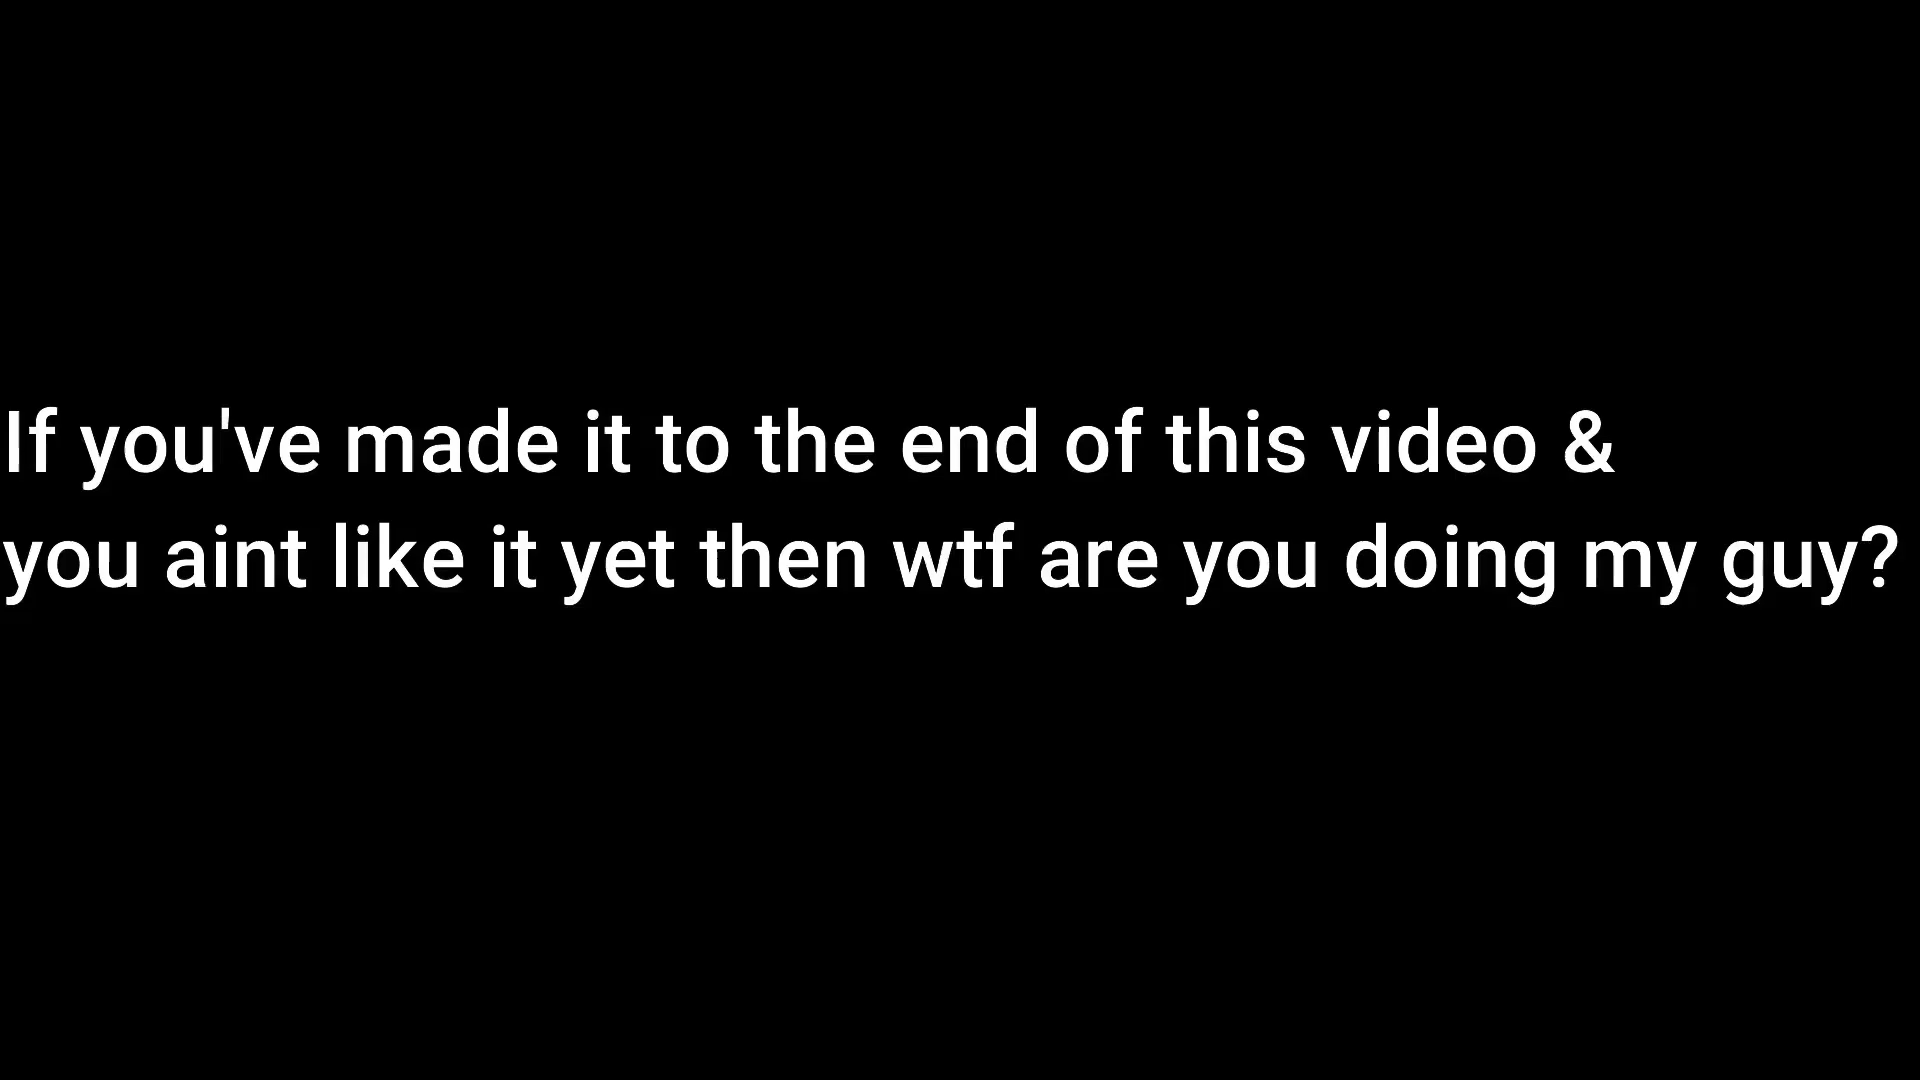 If you've made it to the end of this video &
you aint like it yet then wtf are you doing my guy?